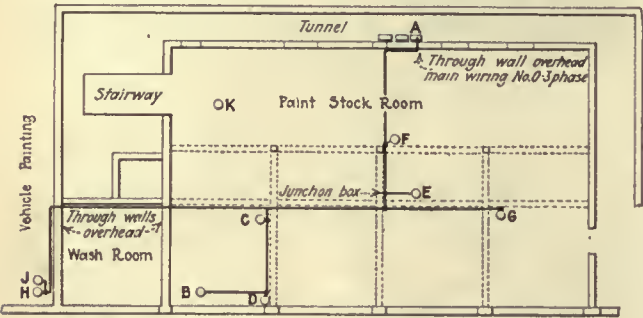 Tunnel
A
Through wall overhead
main wiring No.0-3 phase
Stairway
K
Paint Stock Room
F
Vehicle Painting
Junction box
E
C
G
Through walls
overhead
Wash Room
J
H
B
D